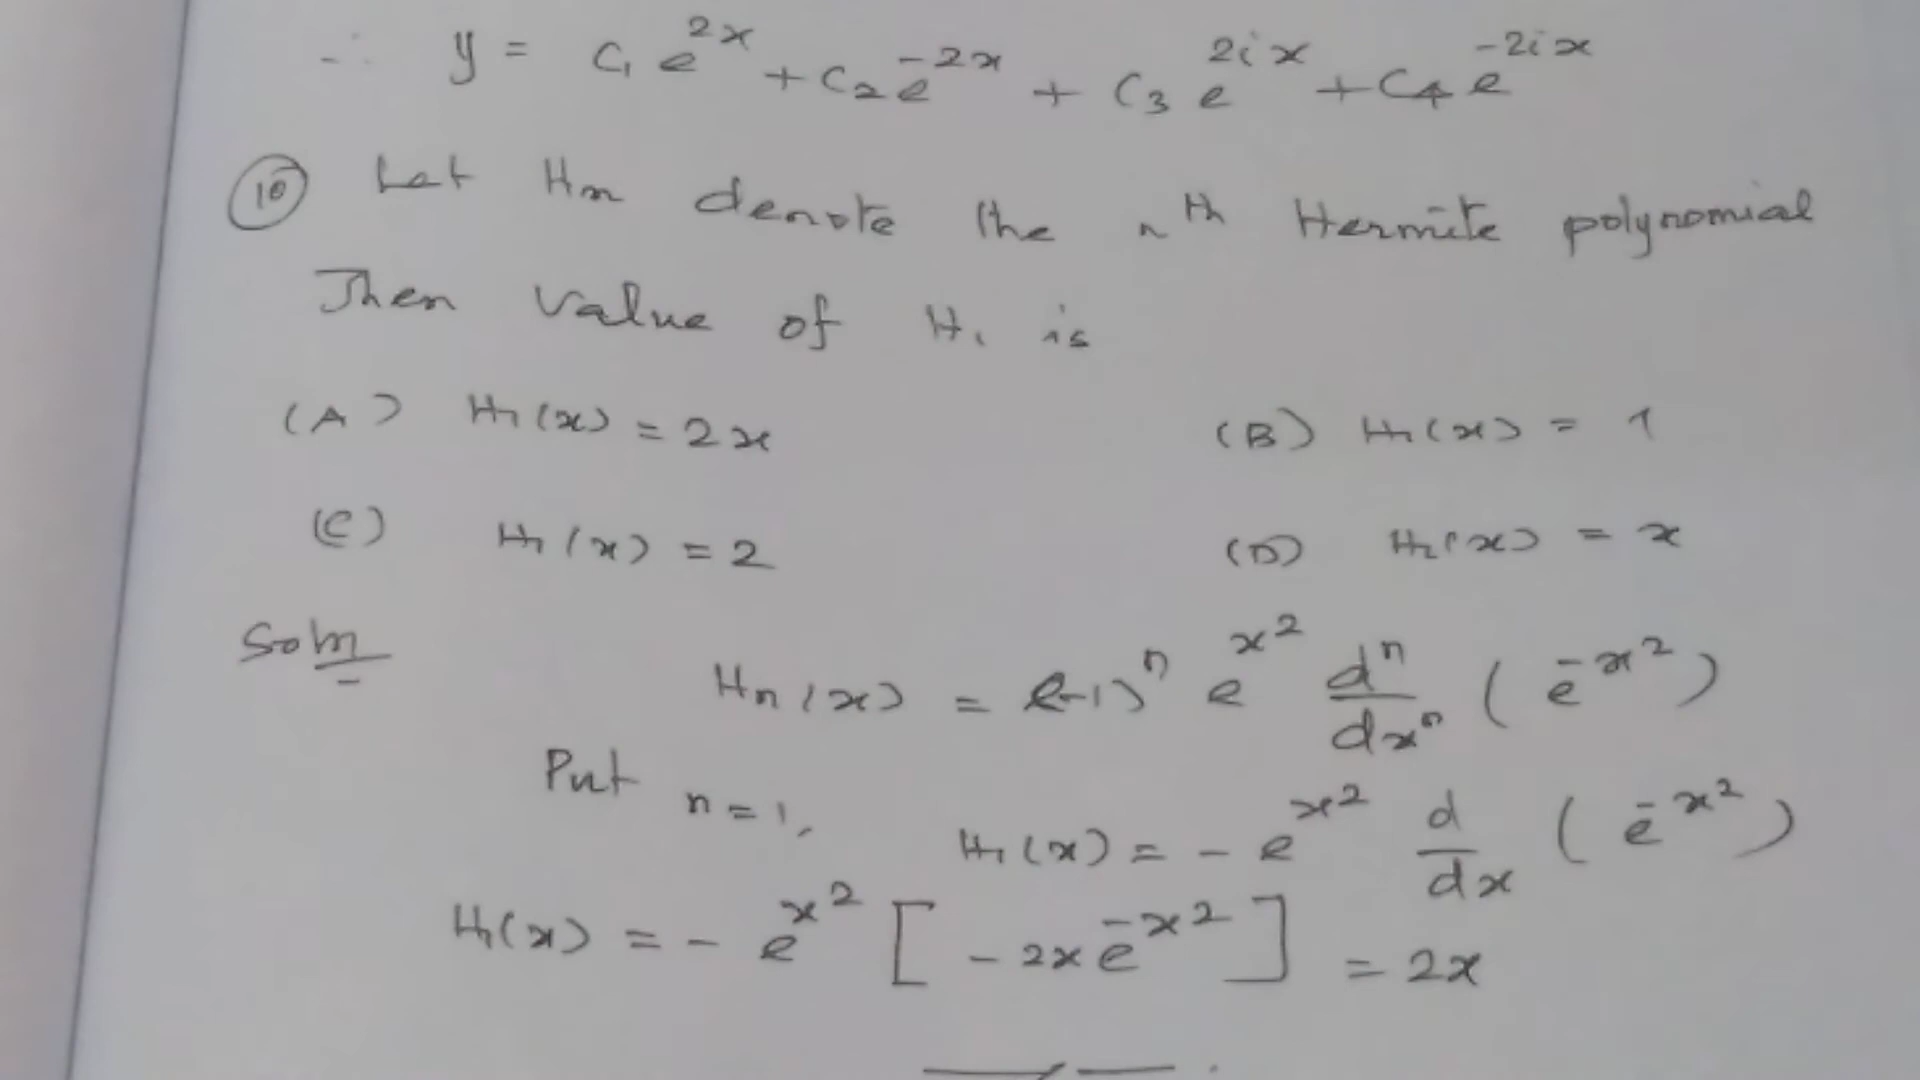 ∴ y = C₁ e^{2x} + C₂ e^{-2x} + C₃ e^{2ix} + C₄ e^{-2ix}
(10) Let Hn denote the nth Hermite polynomial
Then value of H₁ is
(A) H₁(x) = 2x (B) H₁(x) = 1
(C) H₁(x) = 2 (D) H₂(x) = x
Soln
Hn(x) = (-1)^n e^{x²} d^n/dx^n (e^{-x²})
Put n=1, H₁(x) = - e^{x²} d/dx (e^{-x²})
H₁(x) = - e^{x²} [ - 2x e^{-x²} ] = 2x